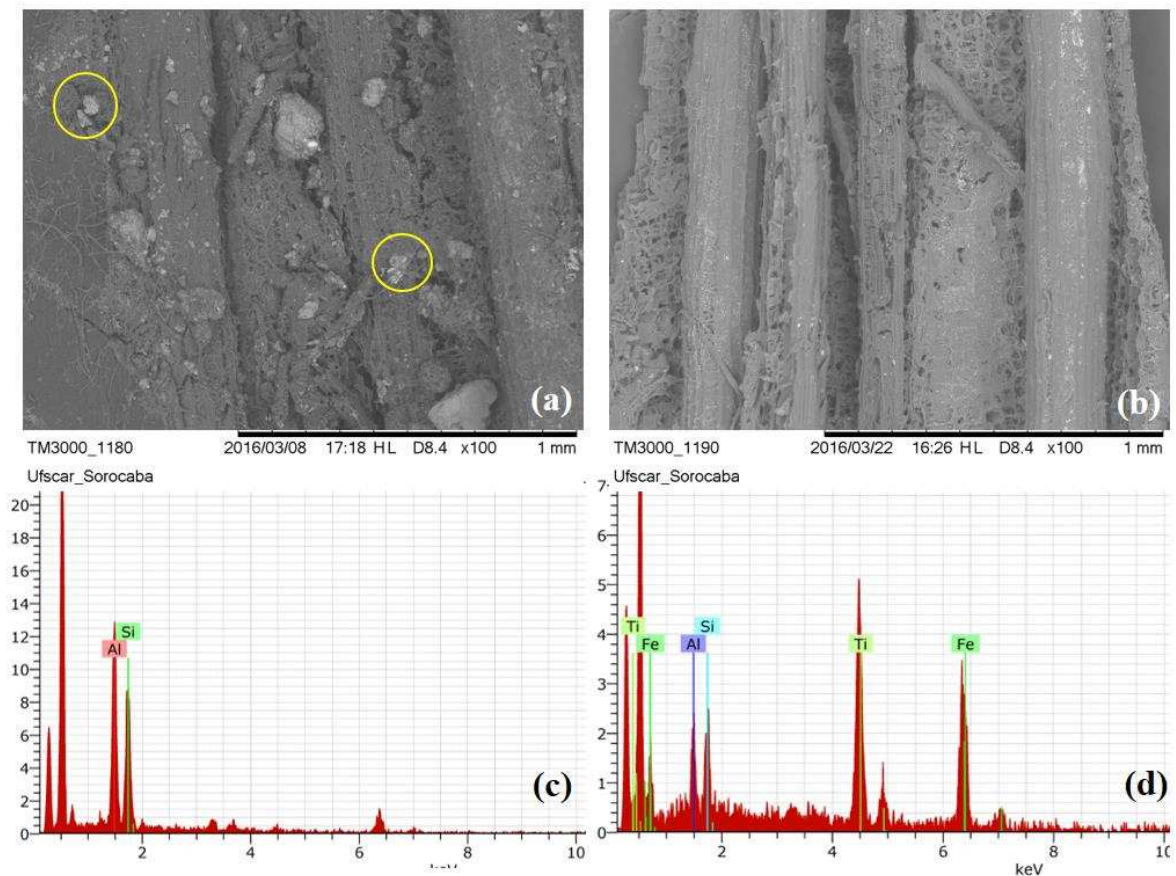 (a)
(b)
TM3000_1180 2016/03/08 17:18 HL D8.4 x100 1 mm
TM3000_1190 2016/03/22 16:26 HL D8.4 x100 1 mm
Ufscar_Sorocaba
Ufscar_Sorocaba
20
18
16
14
12
10
8
6
4
2
0
Si
Al
(c)
2 4 6 8 10
keV
7
6
5
4
3
2
1
0
Ti
Fe
Al
Si
Ti
Fe
(d)
2 4 6 8 10
keV